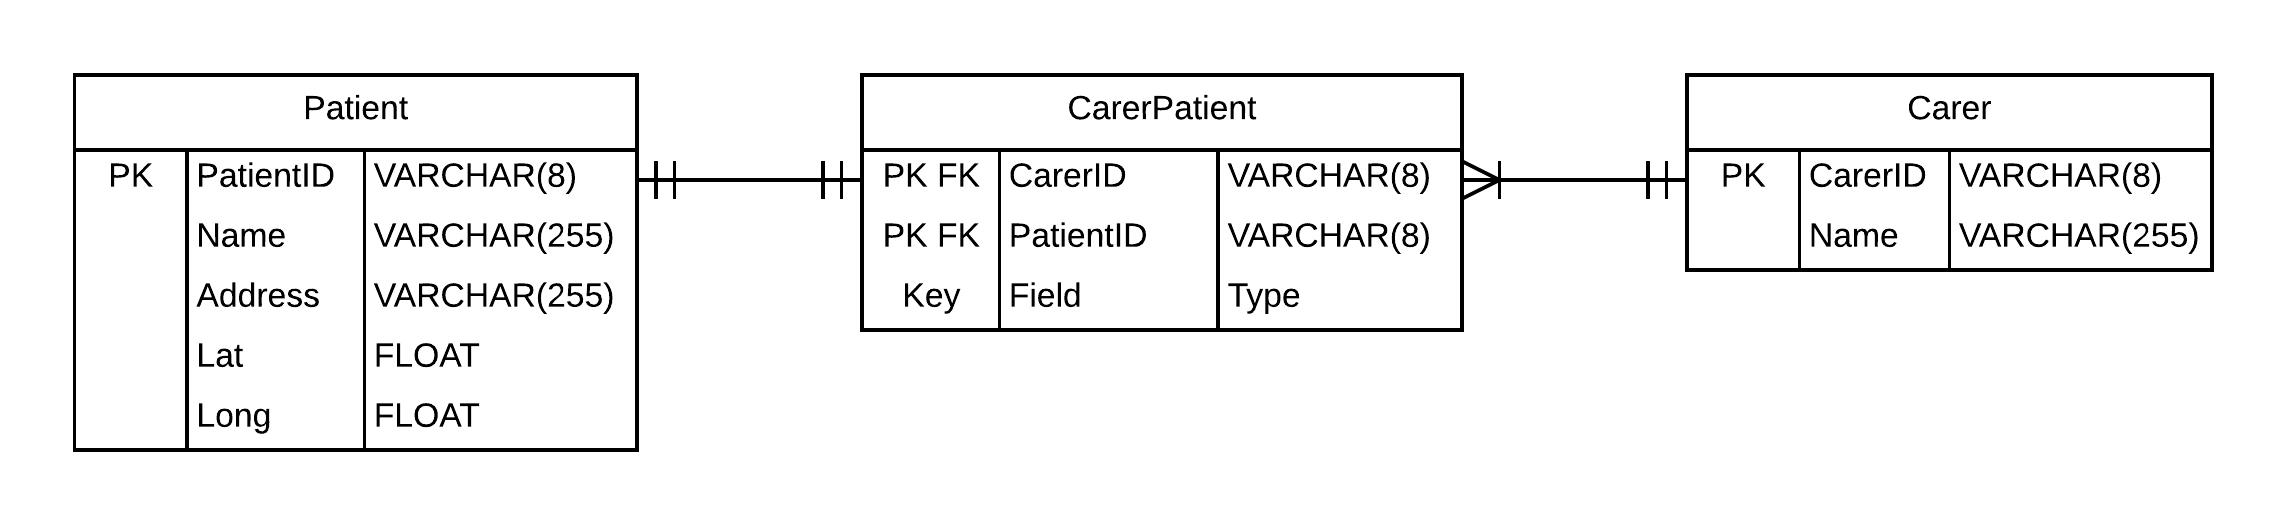 Patient
PK PatientID VARCHAR(8)
Name VARCHAR(255)
Address VARCHAR(255)
Lat FLOAT
Long FLOAT
CarerPatient
PK FK CarerID VARCHAR(8)
PK FK PatientID VARCHAR(8)
Key Field Type
Carer
PK CarerID VARCHAR(8)
Name VARCHAR(255)